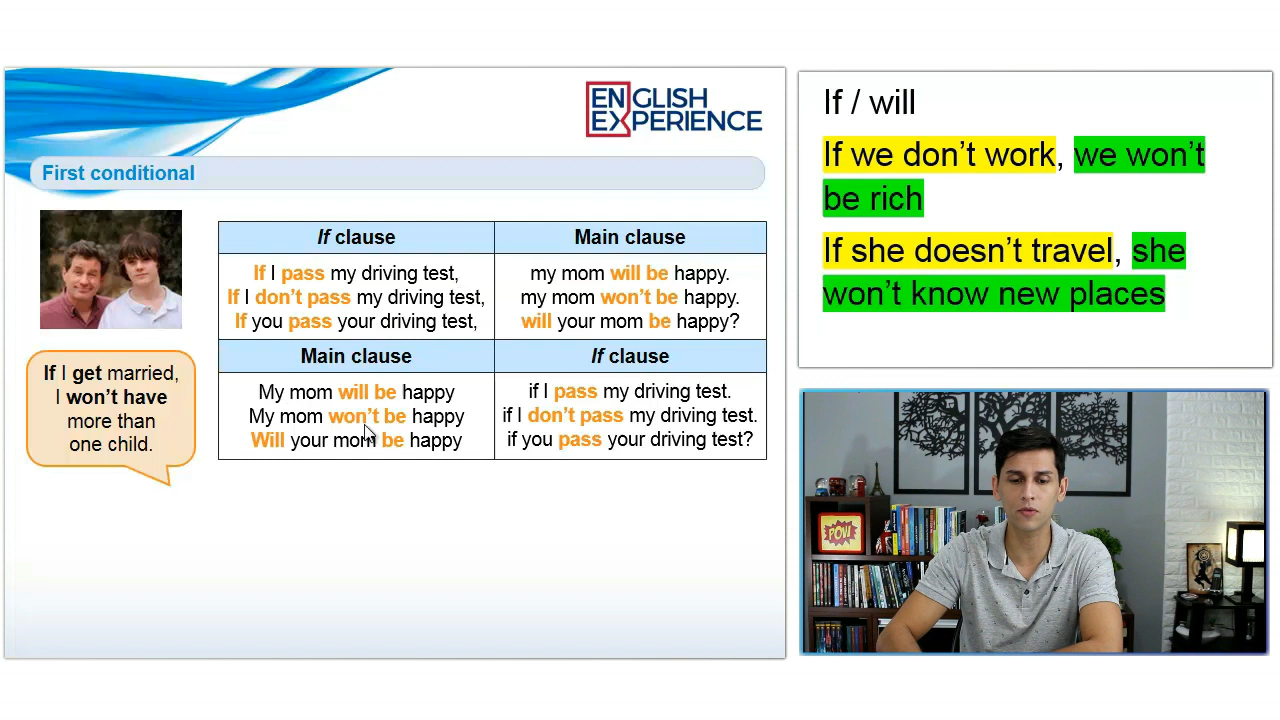 ENGLISH
EXPERIENCE
First conditional
If clause
Main clause
If I pass my driving test,
my mom will be happy.
If I don't pass my driving test,
my mom won't be happy.
If you pass your driving test,
will your mom be happy?
Main clause
If clause
My mom will be happy
if I pass my driving test.
My mom won't be happy
if I don't pass my driving test.
Will your mom be happy
if you pass your driving test?
If I get married,
I won't have
more than
one child.
If / will
If we don't work, we won't
be rich
If she doesn't travel, she
won't know new places
POW